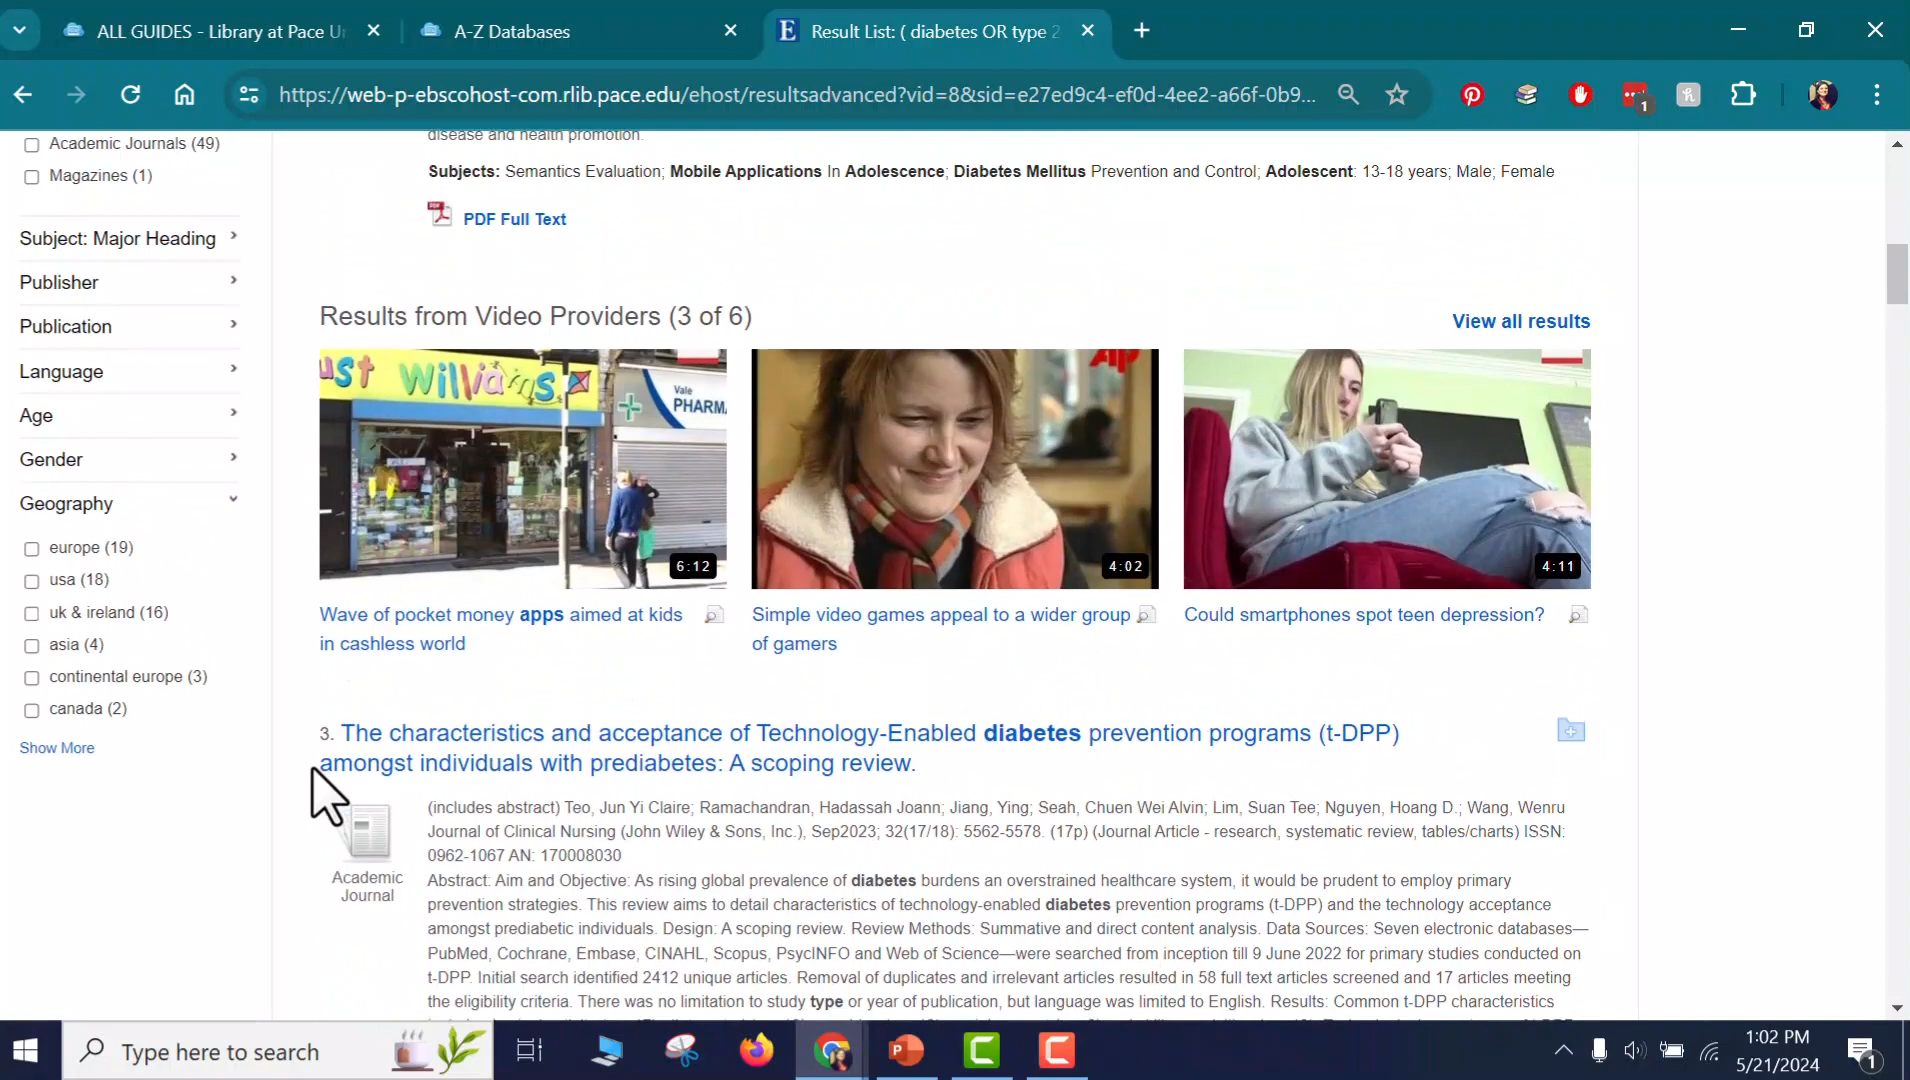 ALL GUIDES - Library at Pace Un
A-Z Databases
E Result List: ( diabetes OR type 2
https://web-p-ebscohost-com.rlib.pace.edu/ehost/resultsadvanced?vid=8&sid=e27ed9c4-ef0d-4ee2-a66f-0b9...
1
Academic Journals (49)
Magazines (1)
Subject: Major Heading
Publisher
Publication
Language
Age
Gender
Geography
europe (19)
usa (18)
uk & ireland (16)
asia (4)
continental europe (3)
canada (2)
Show More
disease and health promotion.
Subjects: Semantics Evaluation; Mobile Applications In Adolescence; Diabetes Mellitus Prevention and Control; Adolescent: 13-18 years; Male; Female
PDF Full Text
Results from Video Providers (3 of 6)
View all results
ust Williams.
Vale
PHARM
6:12
AP
4:02
4:11
Wave of pocket money apps aimed at kids
in cashless world
Simple video games appeal to a wider group
of gamers
Could smartphones spot teen depression?
3. The characteristics and acceptance of Technology-Enabled diabetes prevention programs (t-DPP)
amongst individuals with prediabetes: A scoping review.
Academic
Journal
(includes abstract) Teo, Jun Yi Claire; Ramachandran, Hadassah Joann; Jiang, Ying; Seah, Chuen Wei Alvin; Lim, Suan Tee; Nguyen, Hoang D.; Wang, Wenru
Journal of Clinical Nursing (John Wiley & Sons, Inc.), Sep2023; 32(17/18): 5562-5578. (17p) (Journal Article - research, systematic review, tables/charts) ISSN:
0962-1067 AN: 170008030
Abstract: Aim and Objective: As rising global prevalence of diabetes burdens an overstrained healthcare system, it would be prudent to employ primary
prevention strategies. This review aims to detail characteristics of technology-enabled diabetes prevention programs (t-DPP) and the technology acceptance
amongst prediabetic individuals. Design: A scoping review. Review Methods: Summative and direct content analysis. Data Sources: Seven electronic databases—
PubMed, Cochrane, Embase, CINAHL, Scopus, PsycINFO and Web of Science—were searched from inception till 9 June 2022 for primary studies conducted on
t-DPP. Initial search identified 2412 unique articles. Removal of duplicates and irrelevant articles resulted in 58 full text articles screened and 17 articles meeting
the eligibility criteria. There was no limitation to study type or year of publication, but language was limited to English. Results: Common t-DPP characteristics
Type here to search
1:02 PM
5/21/2024
1